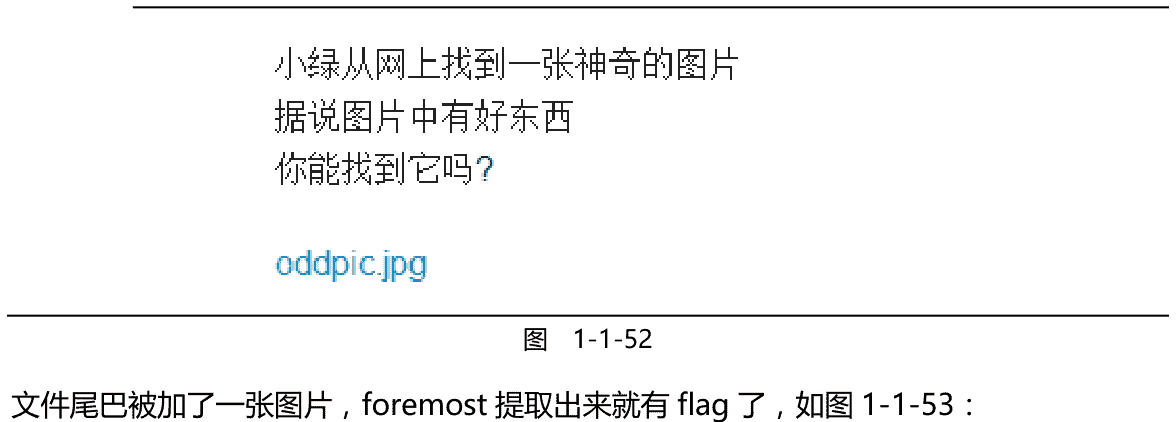 小绿从网上找到一张神奇的图片
据说图片中有好东西
你能找到它吗?
oddpic.jpg
图 1-1-52
文件尾巴被加了一张图片，foremost 提取出来就有 flag 了，如图 1-1-53：